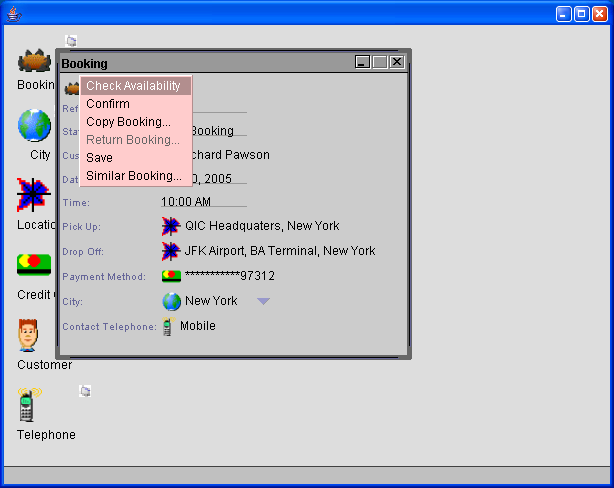 Booking
Check Availability
Confirm
Copy Booking...
Return Booking...
Save
Similar Booking...
Ref
Stat
Booking
Cus
chard Pawson
Dat
0, 2005
Time:
10:00 AM
Pick Up:
QIC Headquaters, New York
Drop Off:
JFK Airport, BA Terminal, New York
Payment Method:
***********97312
City:
New York
Contact Telephone:
Mobile
Bookin
City
Locatio
Credit
Customer
Telephone